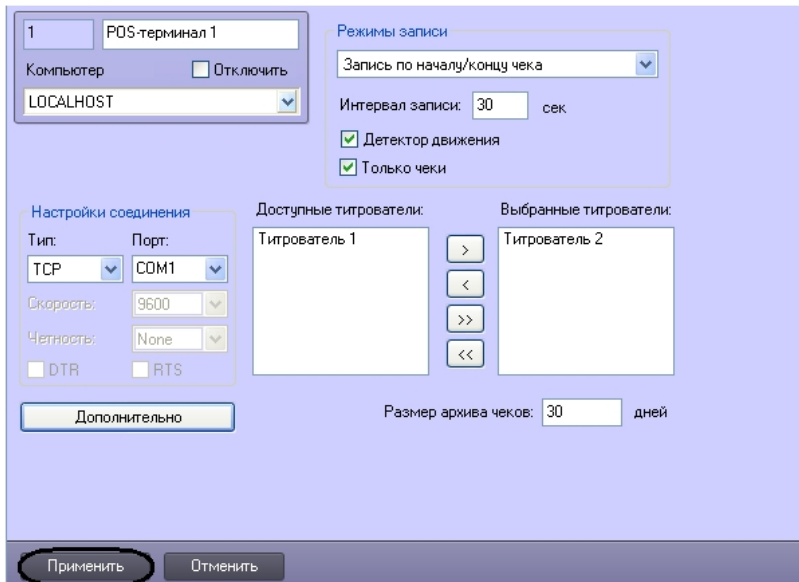 1
POS-терминал 1
Компьютер
Отключить
LOCALHOST
Режимы записи
Запись по началу/концу чека
Интервал записи: 30 сек
Детектор движения
Только чеки
Настройки соединения
Тип: Порт:
TCP COM1
Скорость: 9600
Четность: None
DTR RTS
Дополнительно
Доступные титрователи:
Титрователь 1
>
<
>>
<<
Выбранные титрователи:
Титрователь 2
Размер архива чеков: 30 дней
Применить
Отменить